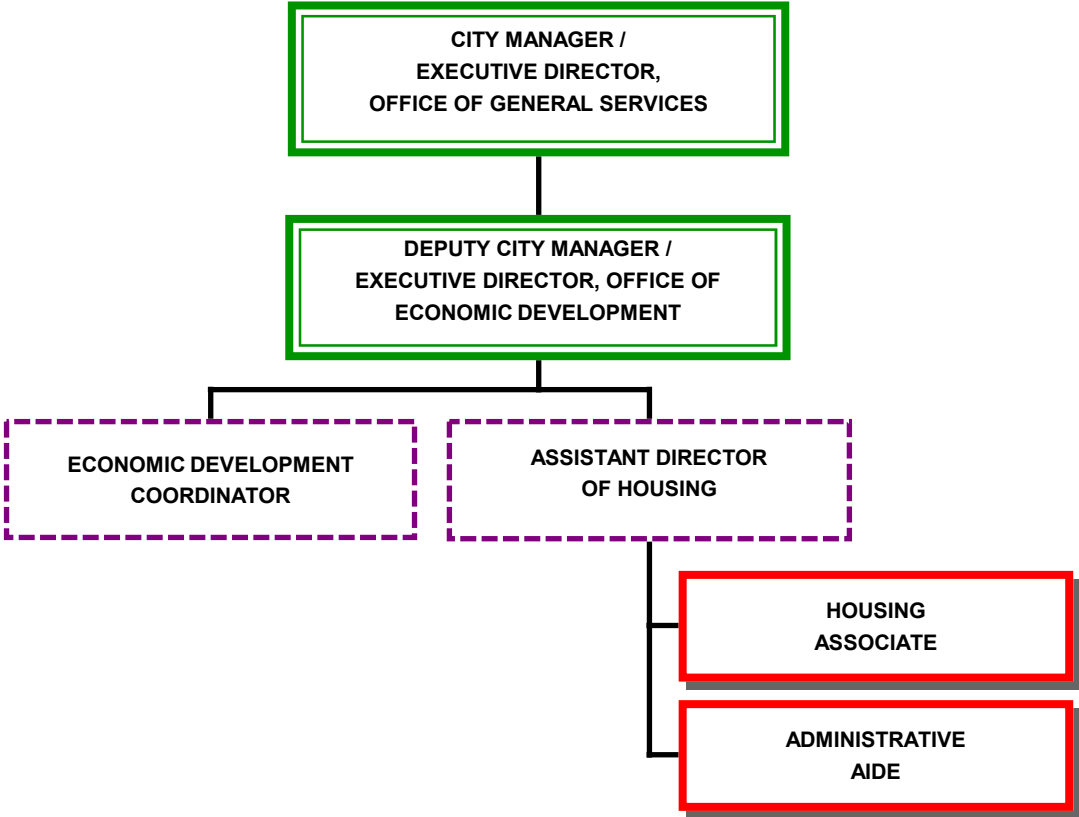 CITY MANAGER /
EXECUTIVE DIRECTOR,
OFFICE OF GENERAL SERVICES
DEPUTY CITY MANAGER /
EXECUTIVE DIRECTOR, OFFICE OF
ECONOMIC DEVELOPMENT
ECONOMIC DEVELOPMENT
COORDINATOR
ASSISTANT DIRECTOR
OF HOUSING
HOUSING
ASSOCIATE
ADMINISTRATIVE
AIDE